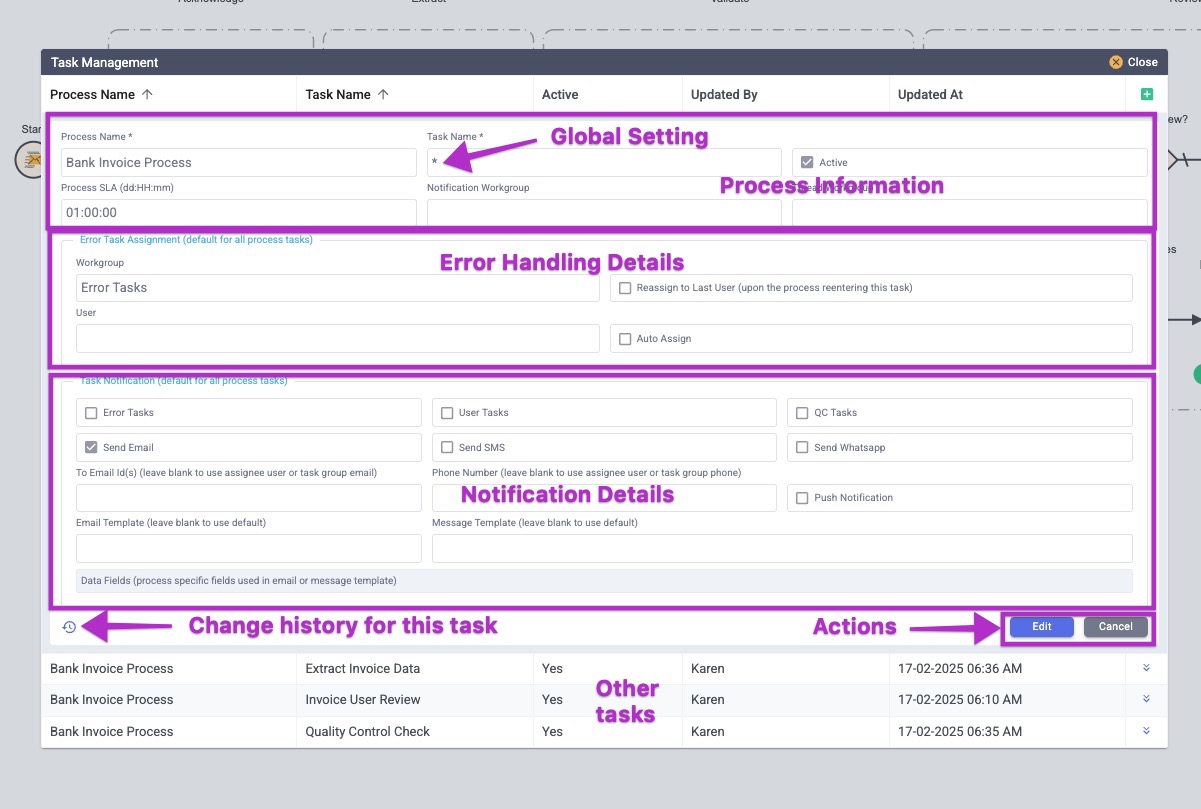 Acknowledge Extract Validate
Task Management Close
Process Name Task Name Active Updated By Updated At
Process Name * Task Name * Global Setting
Bank Invoice Process * Active
Process SLA (dd:HH:mm) Notification Workgroup Process Information
01:00:00
Error Task Assignment (default for all process tasks)
Workgroup Error Handling Details
Error Tasks Reassign to Last User (upon the process reentering this task)
User
Auto Assign
Task Notification (default for all process tasks)
Error Tasks User Tasks QC Tasks
Send Email Send SMS Send Whatsapp
To Email Id(s) (leave blank to use assignee user or task group email) Phone Number (leave blank to use assignee user or task group phone)
Notification Details Push Notification
Email Template (leave blank to use default) Message Template (leave blank to use default)
Data Fields (process specific fields used in email or message template)
Change history for this task Actions Edit Cancel
Bank Invoice Process Extract Invoice Data Yes Karen 17-02-2025 06:36 AM
Bank Invoice Process Invoice User Review Yes Karen 17-02-2025 06:10 AM
Other
tasks
Bank Invoice Process Quality Control Check Yes Karen 17-02-2025 06:35 AM